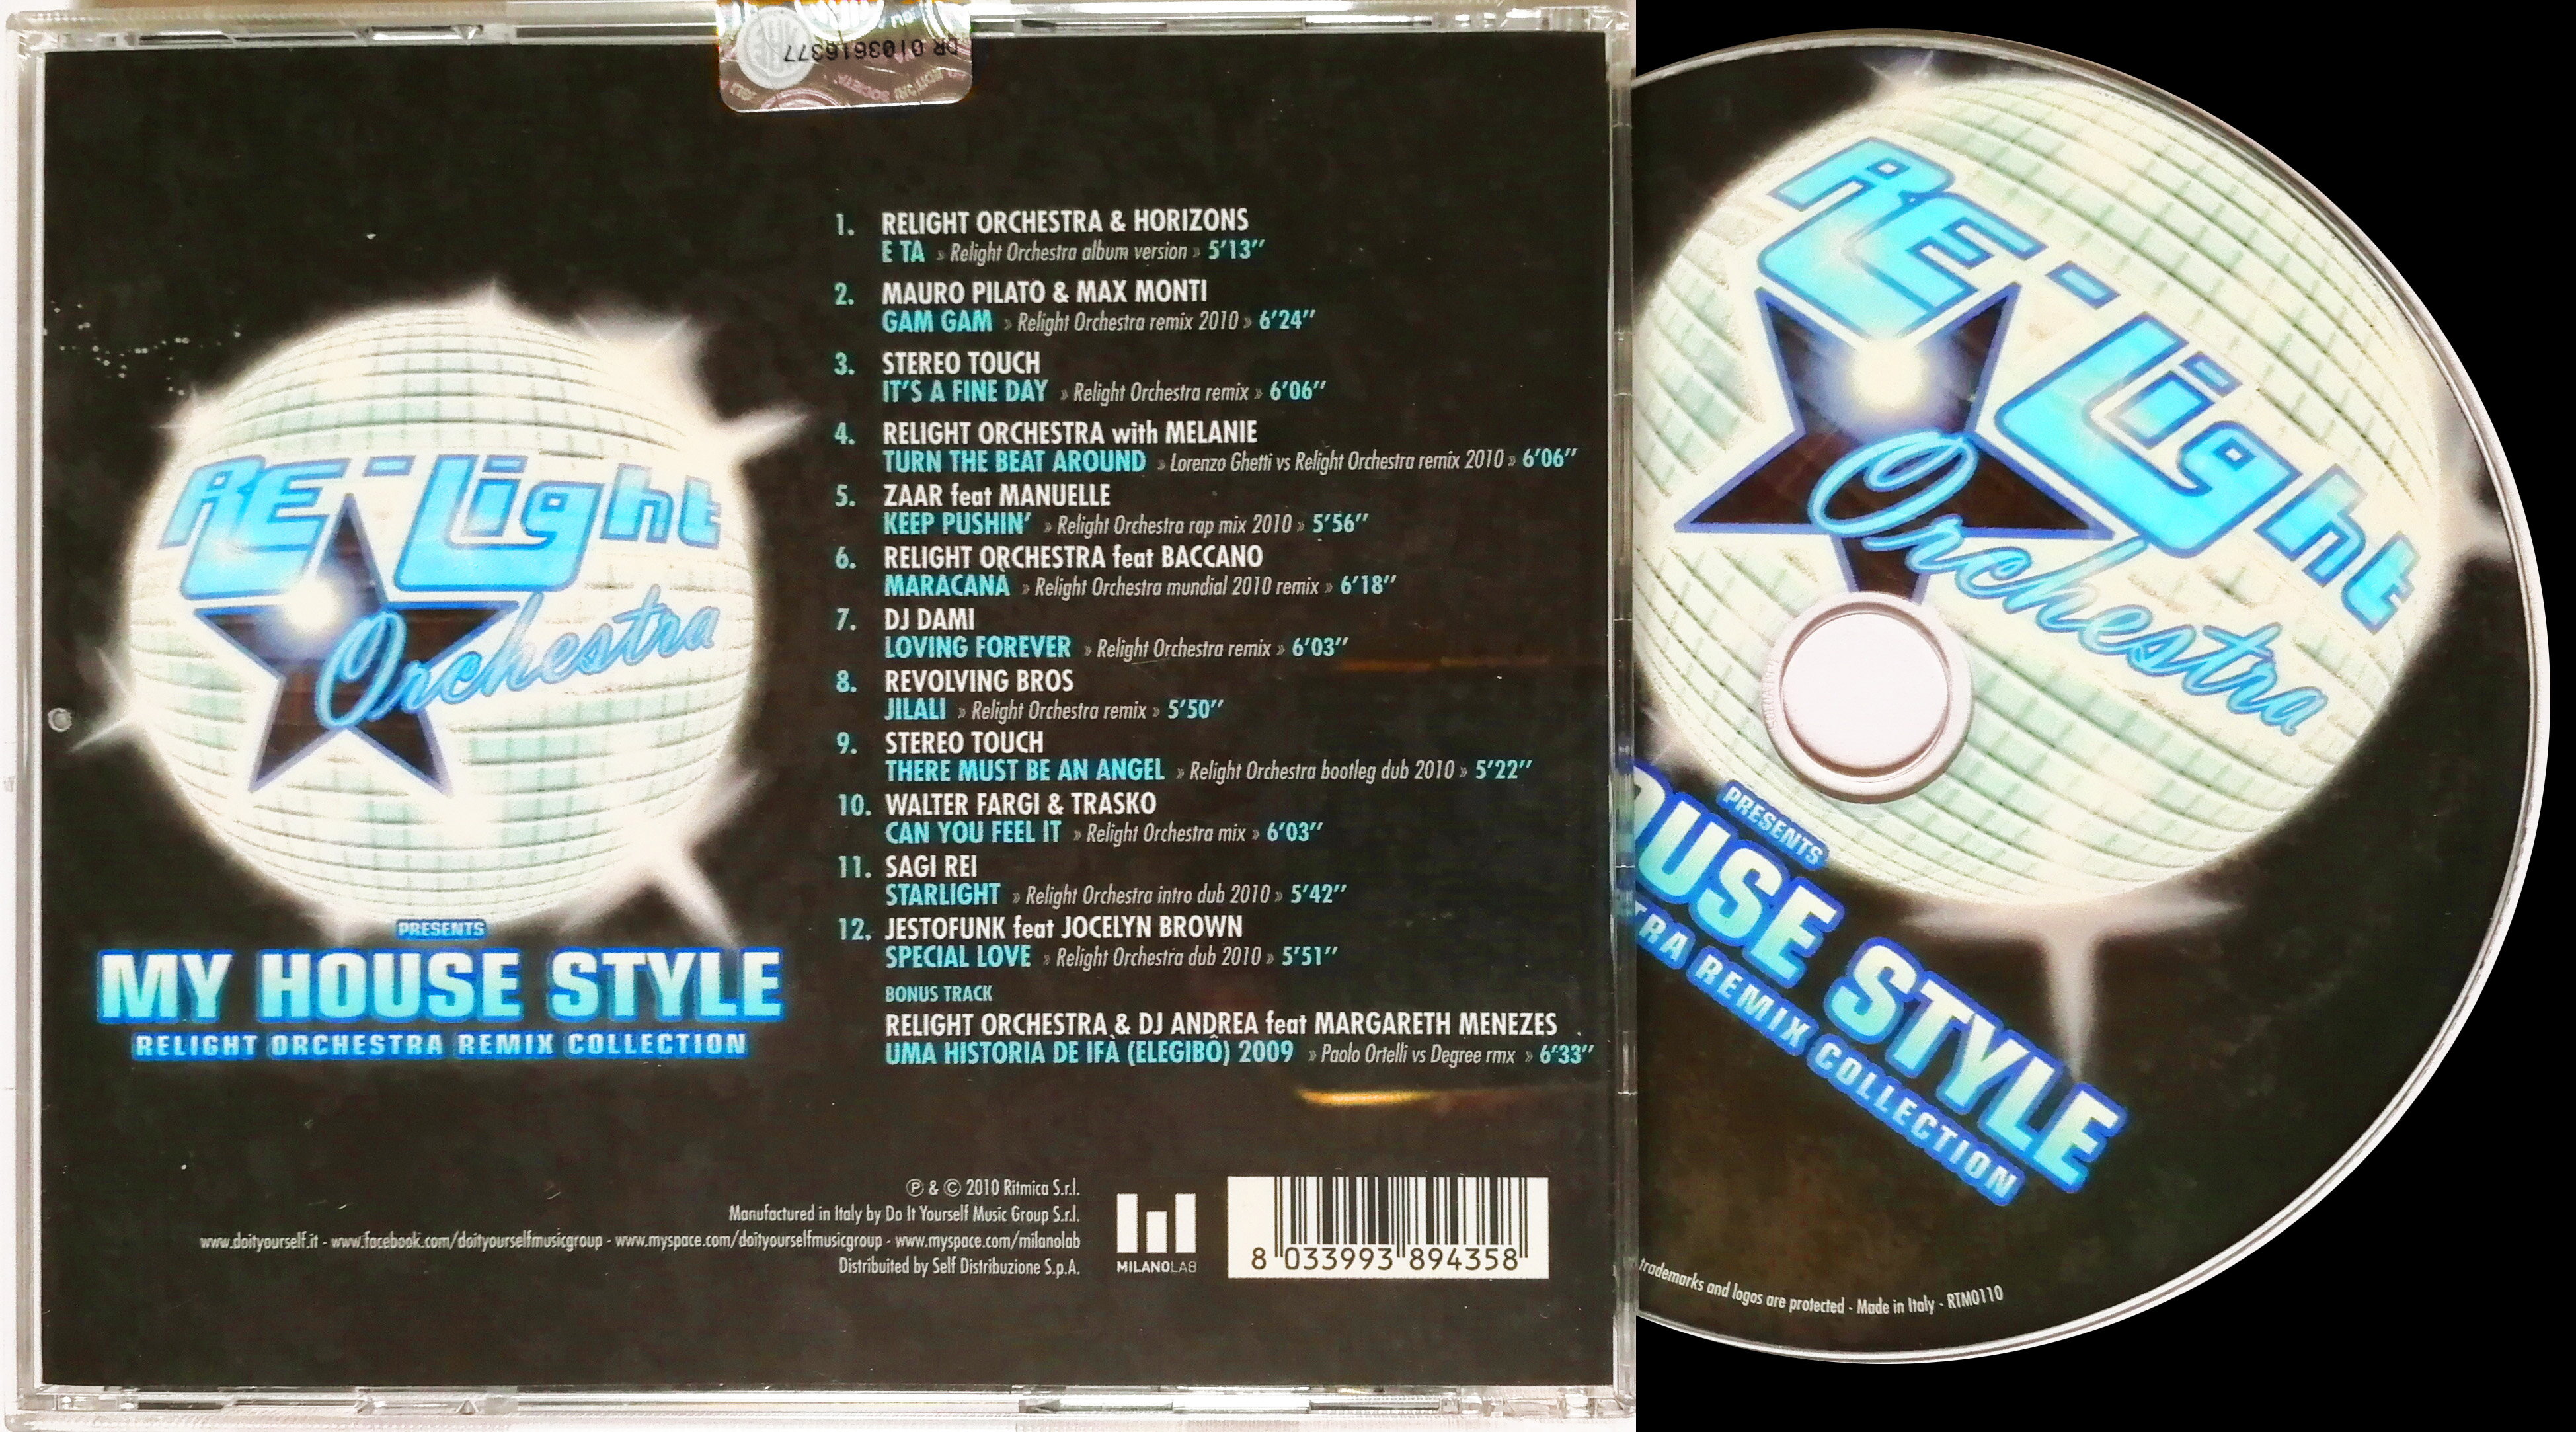 DR 0103616377
1. RELIGHT ORCHESTRA & HORIZONS
E TA » Relight Orchestra album version » 5’13’’
2. MAURO PILATO & MAX MONTI
GAM GAM » Relight Orchestra remix 2010 » 6’24’’
3. STEREO TOUCH
IT’S A FINE DAY » Relight Orchestra remix » 6’06’’
4. RELIGHT ORCHESTRA with MELANIE
TURN THE BEAT AROUND » Lorenzo Ghetti vs Relight Orchestra remix 2010 » 6’06’’
5. ZAAR feat MANUELLE
KEEP PUSHIN’ » Relight Orchestra rap mix 2010 » 5’56’’
6. RELIGHT ORCHESTRA feat BACCANO
MARACANÀ » Relight Orchestra mundial 2010 remix » 6’18’’
7. DJ DAMI
LOVING FOREVER » Relight Orchestra remix » 6’03’’
8. REVOLVING BROS
JILALI » Relight Orchestra remix » 5’50’’
9. STEREO TOUCH
THERE MUST BE AN ANGEL » Relight Orchestra bootleg dub 2010 » 5’22’’
10. WALTER FARGI & TRASKO
CAN YOU FEEL IT » Relight Orchestra mix » 6’03’’
11. SAGI REI
STARLIGHT » Relight Orchestra intro dub 2010 » 5’42’’
12. JESTOFUNK feat JOCELYN BROWN
SPECIAL LOVE » Relight Orchestra dub 2010 » 5’51’’
BONUS TRACK
RELIGHT ORCHESTRA & DJ ANDREA feat MARGARETH MENEZES
UMA HISTORIA DE IFÀ (ELEGIBÔ) 2009 » Paolo Ortelli vs Degree rmx » 6’33’’
RE-Light
Orchestra
PRESENTS
MY HOUSE STYLE
RELIGHT ORCHESTRA REMIX COLLECTION
℗ & © 2010 Ritmica S.r.l.
Manufactured in Italy by Do It Yourself Music Group S.r.l.
www.doityourself.it - www.facebook.com/doityourselfmusicgroup - www.myspace.com/doityourselfmusicgroup - www.myspace.com/milanolab
Distribuited by Self Distribuzione S.p.A.
MILANOLAB
8 033993 894358
RE-Light
Orchestra
PRESENTS
OUSE STYLE
TRA REMIX COLLECTION
trademarks and logos are protected - Made in Italy - RTM0110